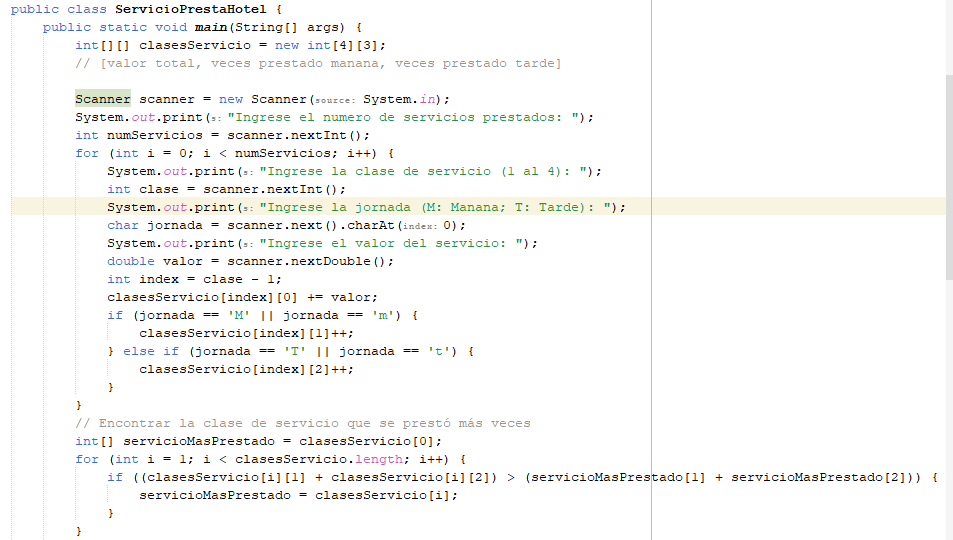 public class ServicioPrestaHotel {
    public static void main(String[] args) {
        int[][] clasesServicio = new int[4][3];
        // [valor total, veces prestado manana, veces prestado tarde]

        Scanner scanner = new Scanner(source: System.in);
        System.out.print(s: "Ingrese el numero de servicios prestados: ");
        int numServicios = scanner.nextInt();
        for (int i = 0; i < numServicios; i++) {
            System.out.print(s: "Ingrese la clase de servicio (1 al 4): ");
            int clase = scanner.nextInt();
            System.out.print(s: "Ingrese la jornada (M: Manana; T: Tarde): ");
            char jornada = scanner.next().charAt(index: 0);
            System.out.print(s: "Ingrese el valor del servicio: ");
            double valor = scanner.nextDouble();
            int index = clase - 1;
            clasesServicio[index][0] += valor;
            if (jornada == 'M' || jornada == 'm') {
                clasesServicio[index][1]++;
            } else if (jornada == 'T' || jornada == 't') {
                clasesServicio[index][2]++;
            }
        }
        // Encontrar la clase de servicio que se prestó más veces
        int[] servicioMasPrestado = clasesServicio[0];
        for (int i = 1; i < clasesServicio.length; i++) {
            if ((clasesServicio[i][1] + clasesServicio[i][2]) > (servicioMasPrestado[1] + servicioMasPrestado[2])) {
                servicioMasPrestado = clasesServicio[i];
            }
        }